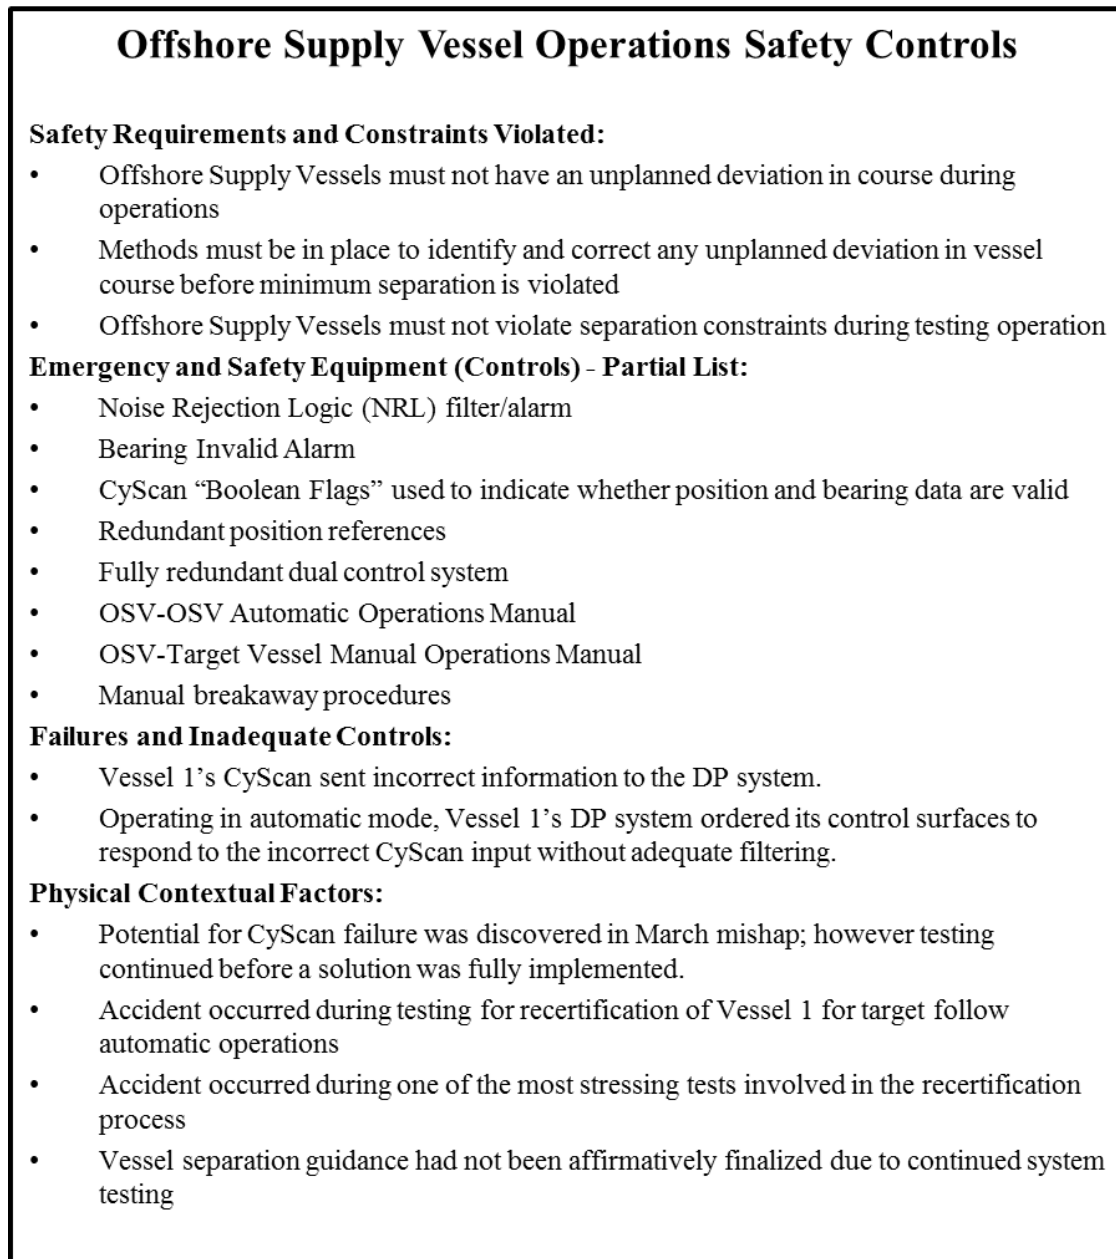 Offshore Supply Vessel Operations Safety Controls
Safety Requirements and Constraints Violated:
• Offshore Supply Vessels must not have an unplanned deviation in course during
operations
• Methods must be in place to identify and correct any unplanned deviation in vessel
course before minimum separation is violated
• Offshore Supply Vessels must not violate separation constraints during testing operation
Emergency and Safety Equipment (Controls) - Partial List:
• Noise Rejection Logic (NRL) filter/alarm
• Bearing Invalid Alarm
• CyScan “Boolean Flags” used to indicate whether position and bearing data are valid
• Redundant position references
• Fully redundant dual control system
• OSV-OSV Automatic Operations Manual
• OSV-Target Vessel Manual Operations Manual
• Manual breakaway procedures
Failures and Inadequate Controls:
• Vessel 1’s CyScan sent incorrect information to the DP system.
• Operating in automatic mode, Vessel 1’s DP system ordered its control surfaces to
respond to the incorrect CyScan input without adequate filtering.
Physical Contextual Factors:
• Potential for CyScan failure was discovered in March mishap; however testing
continued before a solution was fully implemented.
• Accident occurred during testing for recertification of Vessel 1 for target follow
automatic operations
• Accident occurred during one of the most stressing tests involved in the recertification
process
• Vessel separation guidance had not been affirmatively finalized due to continued system
testing